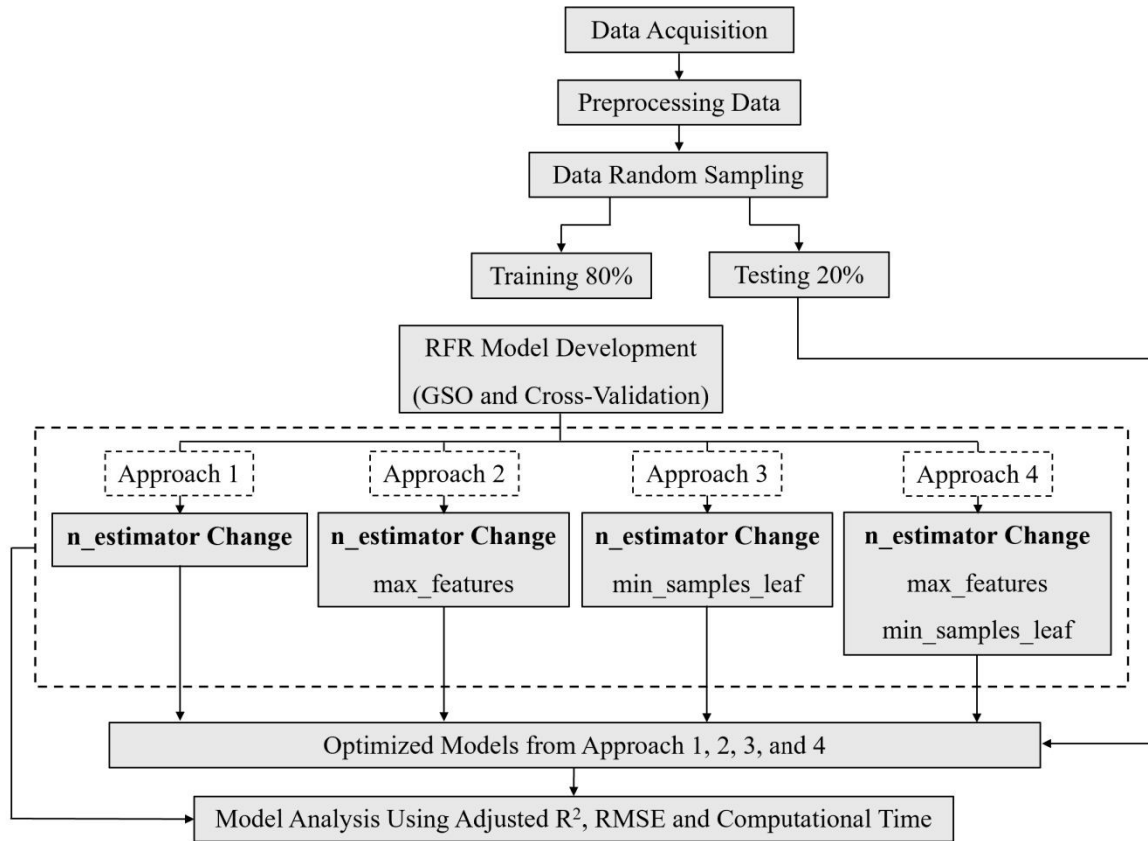 Data Acquisition
Preprocessing Data
Data Random Sampling
Training 80%
Testing 20%
RFR Model Development
(GSO and Cross-Validation)
Approach 1
Approach 2
Approach 3
Approach 4
n_estimator Change
n_estimator Change
max_features
n_estimator Change
min_samples_leaf
n_estimator Change
max_features
min_samples_leaf
Optimized Models from Approach 1, 2, 3, and 4
Model Analysis Using Adjusted R², RMSE and Computational Time